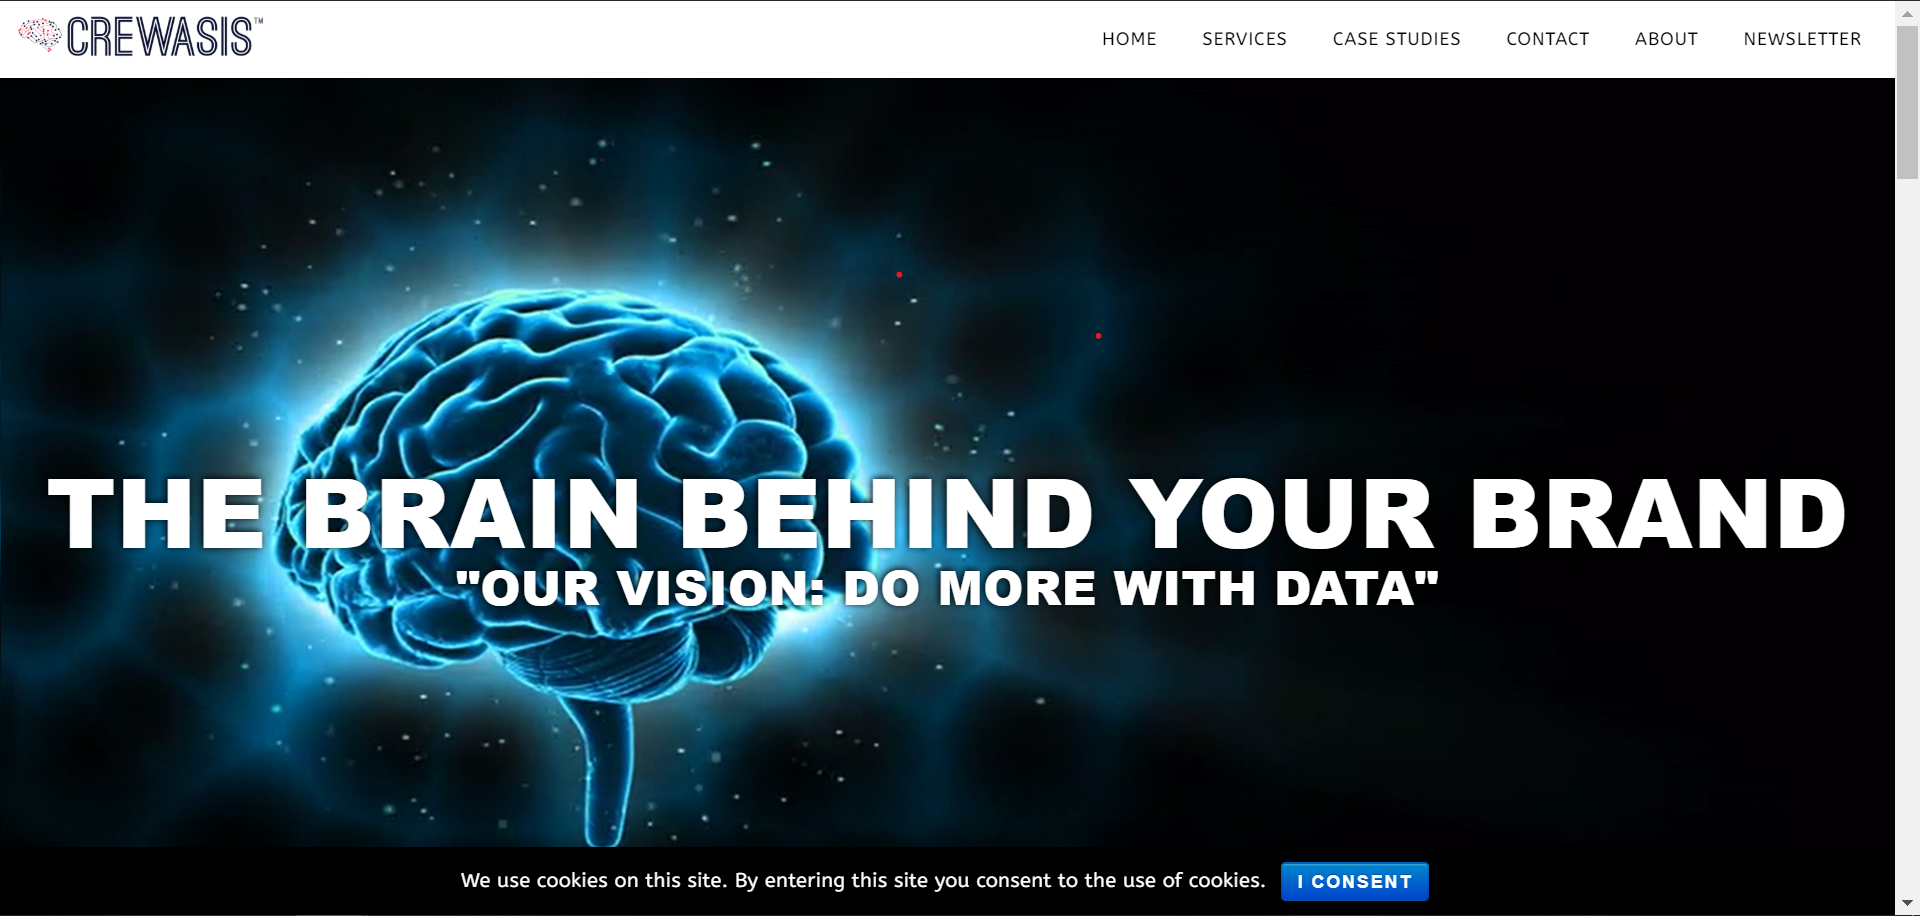 CREWASIS™
HOME SERVICES CASE STUDIES CONTACT ABOUT NEWSLETTER
THE BRAIN BEHIND YOUR BRAND
"OUR VISION: DO MORE WITH DATA"
We use cookies on this site. By entering this site you consent to the use of cookies. I CONSENT